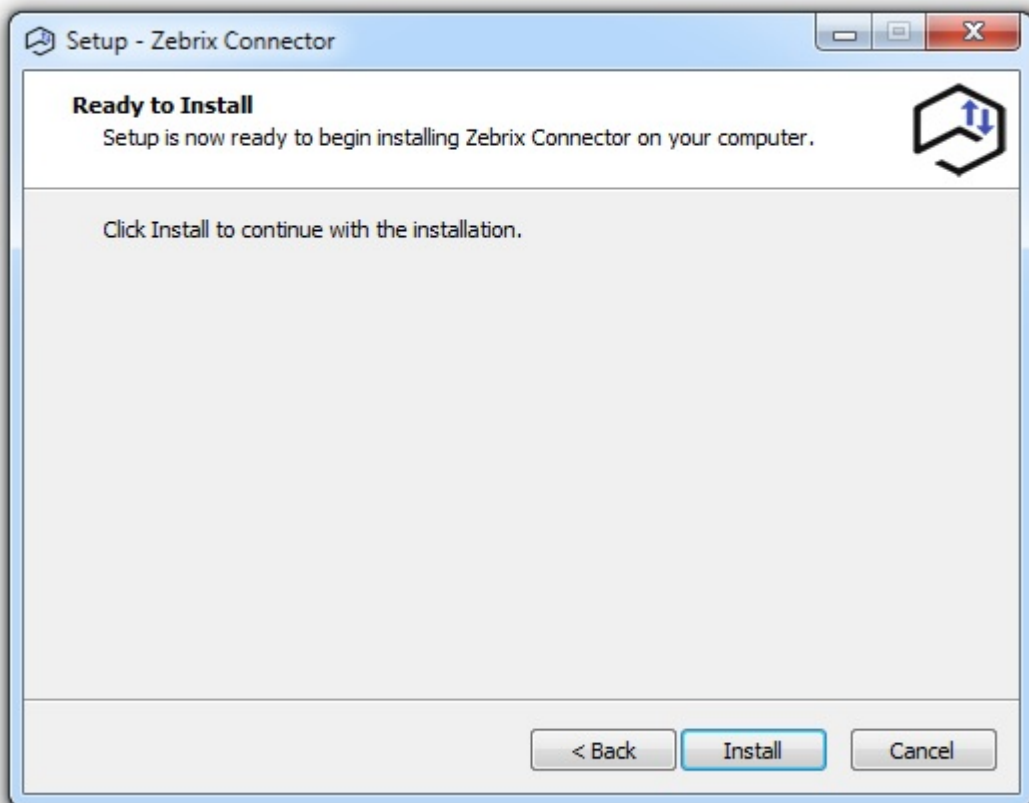 Setup - Zebrix Connector
Ready to Install
Setup is now ready to begin installing Zebrix Connector on your computer.
Click Install to continue with the installation.
< Back
Install
Cancel